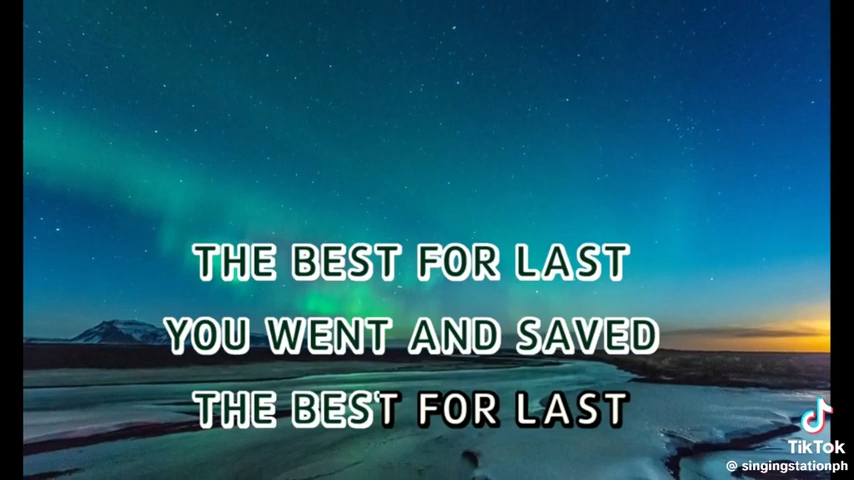 THE BEST FOR LAST
YOU WENT AND SAVED
THE BEST FOR LAST
TikTok
@ singingstationph